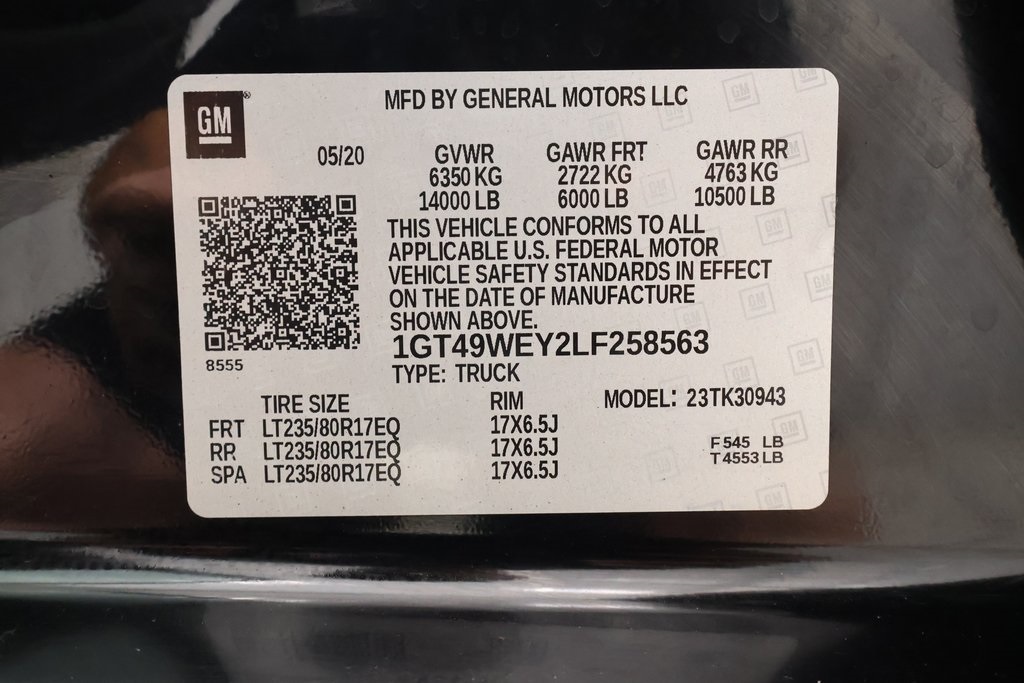 GM®
MFD BY GENERAL MOTORS LLC
05/20 GVWR GAWR FRT GAWR RR
6350 KG 2722 KG 4763 KG
14000 LB 6000 LB 10500 LB
THIS VEHICLE CONFORMS TO ALL
APPLICABLE U.S. FEDERAL MOTOR
VEHICLE SAFETY STANDARDS IN EFFECT
ON THE DATE OF MANUFACTURE
SHOWN ABOVE.
1GT49WEY2LF258563
8555
TYPE: TRUCK
TIRE SIZE RIM MODEL: 23TK30943
FRT LT235/80R17EQ 17X6.5J
RR LT235/80R17EQ 17X6.5J F 545 LB
SPA LT235/80R17EQ 17X6.5J T 4553 LB